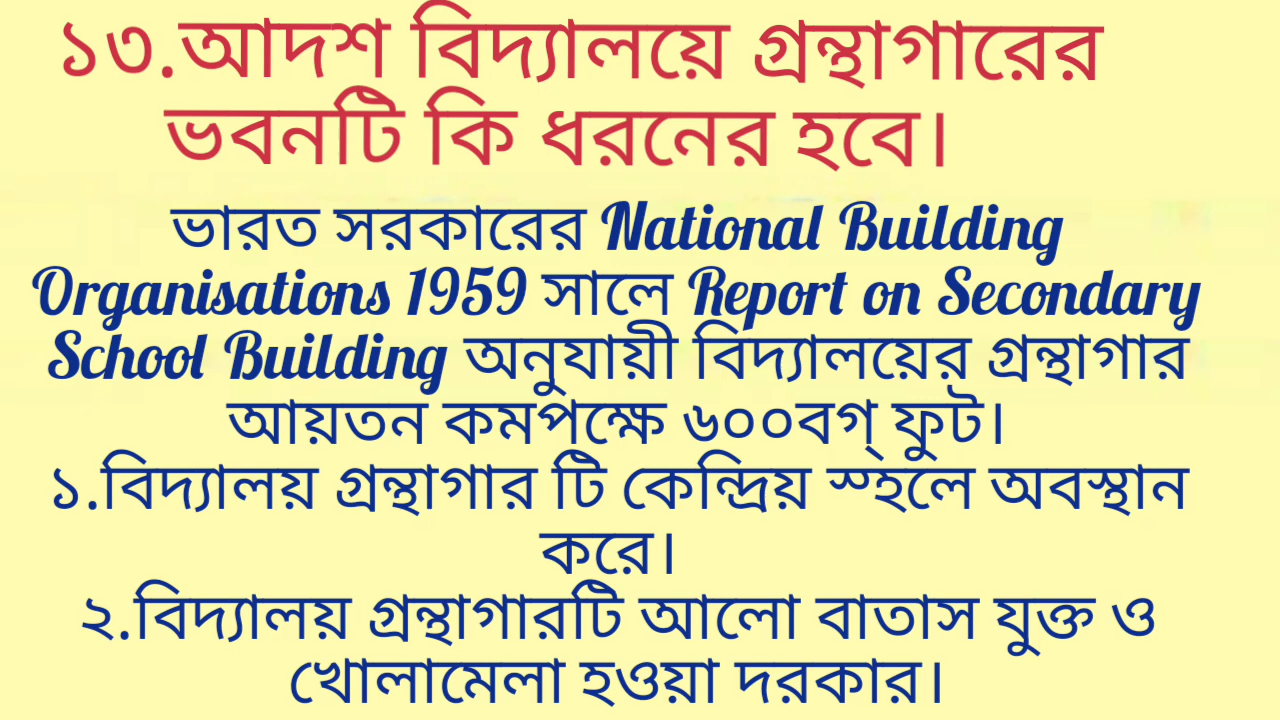 ১৩.আদশ বিদ্যালয়ে গ্রন্থাগারের
ভবনটি কি ধরনের হবে।
ভারত সরকারের National Building
Organisations 1959 সালে Report on Secondary
School Building অনুযায়ী বিদ্যালয়ের গ্রন্থাগার
আয়তন কমপক্ষে ৬০০বগ্ ফুট।
১.বিদ্যালয় গ্রন্থাগার টি কেন্দ্রিয় স্হলে অবস্থান
করে।
২.বিদ্যালয় গ্রন্থাগারটি আলো বাতাস যুক্ত ও
খোলামেলা হওয়া দরকার।